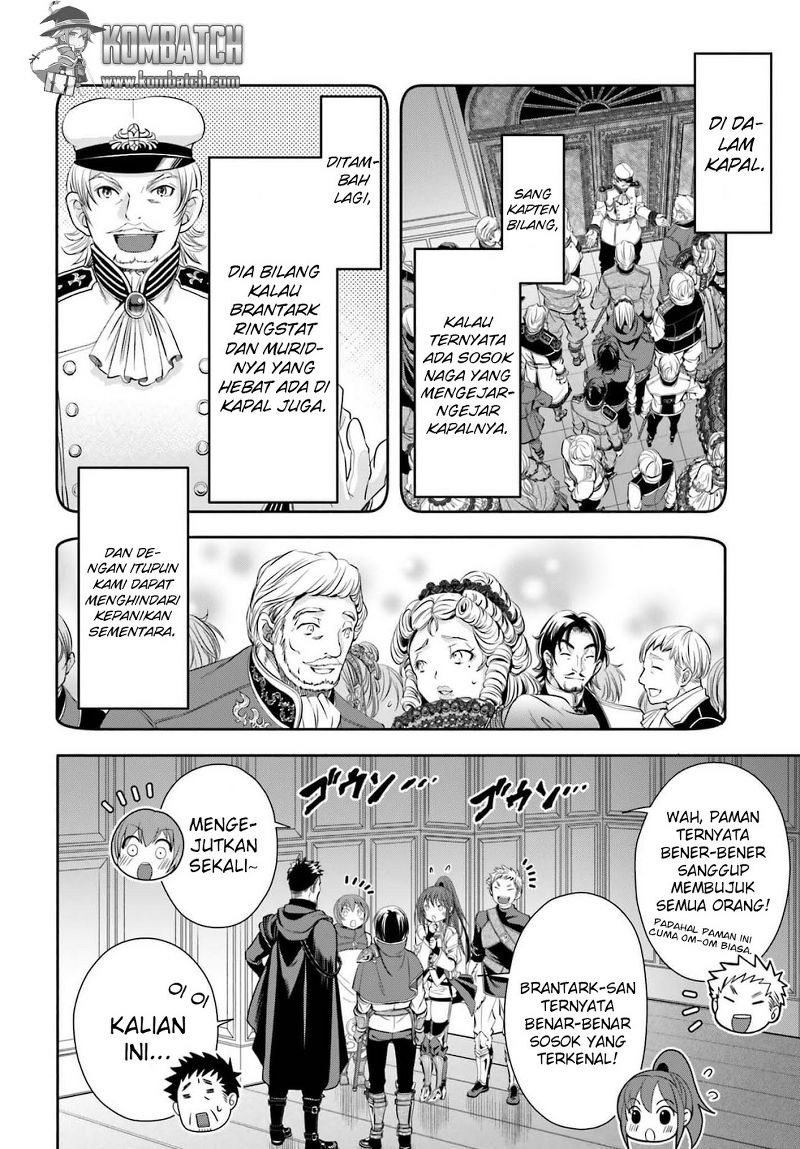 KOMBATCH
www.kombatch.com
DI DA-
LAM
KAPAL.
SANG
KAPTEN
BILANG,
KALAU
TERNYATA
ADA SOSOK
NAGA YANG
MENGEJAR-
NGEJAR
KAPALNYA.
DITAM-
BAH
LAGI,
DIA BILANG
KALAU
BRANTARK
RINGSTAT
DAN MURID-
NYA YANG
HEBAT ADA DI
KAPAL JUGA.
DAN DE-
NGAN ITUPUN
KAMI DAPAT
MENGHINDARI
KEPANIKAN
SEMENTARA.
ゴウン…
ゴウン…
WAH, PAMAN
TERNYATA
BENER-BENER
SANGGUP
MEMBUJUK
SEMUA ORANG!
PADAHAL PAMAN INI
CUMA OM-OM BIASA.
MENGE-
JUTKAN
SEKALI~
BRANTARK-SAN
TERNYATA
BENAR-BENAR
SOSOK YANG
TERKENAL!
OI OI
KALIAN
INI...